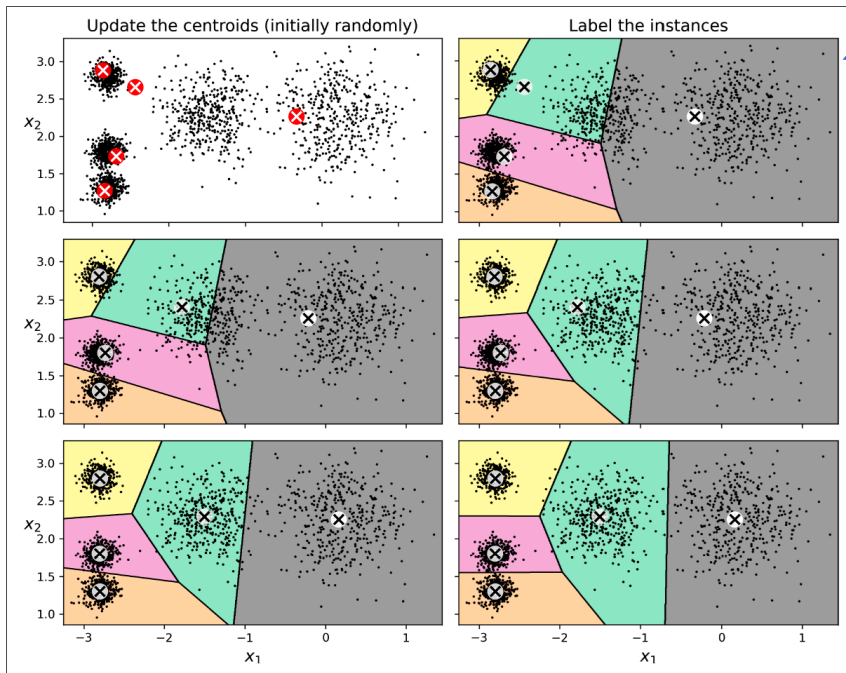 Update the centroids (initially randomly)
Label the instances
3.0
2.5
x₂
2.0
1.5
1.0
3.0
2.5
x₂
2.0
1.5
1.0
3.0
2.5
x₂
2.0
1.5
1.0
−3 −2 −1 0 1
−3 −2 −1 0 1
x₁
x₁